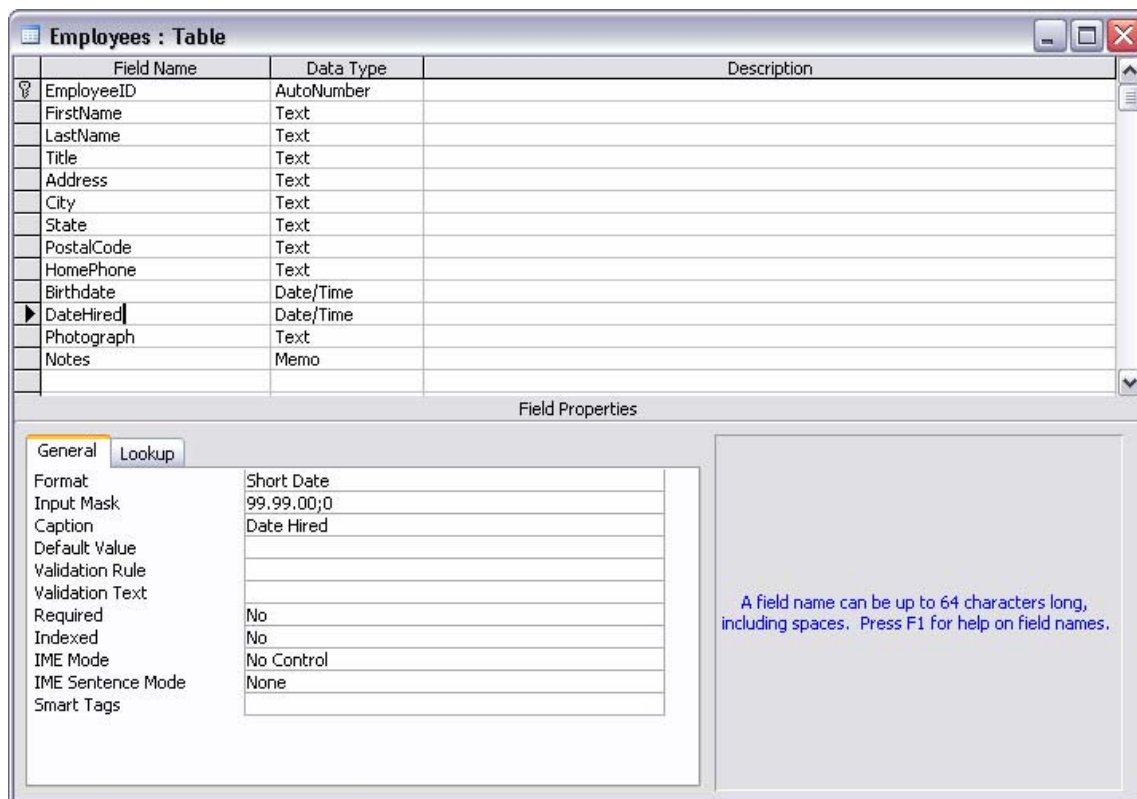 Employees : Table
Field Name Data Type Description
EmployeeID AutoNumber
FirstName Text
LastName Text
Title Text
Address Text
City Text
State Text
PostalCode Text
HomePhone Text
Birthdate Date/Time
DateHired Date/Time
Photograph Text
Notes Memo
Field Properties
General Lookup
Format Short Date
Input Mask 99.99.00;0
Caption Date Hired
Default Value
Validation Rule
Validation Text
Required No
Indexed No
IME Mode No Control
IME Sentence Mode None
Smart Tags
A field name can be up to 64 characters long,
including spaces. Press F1 for help on field names.